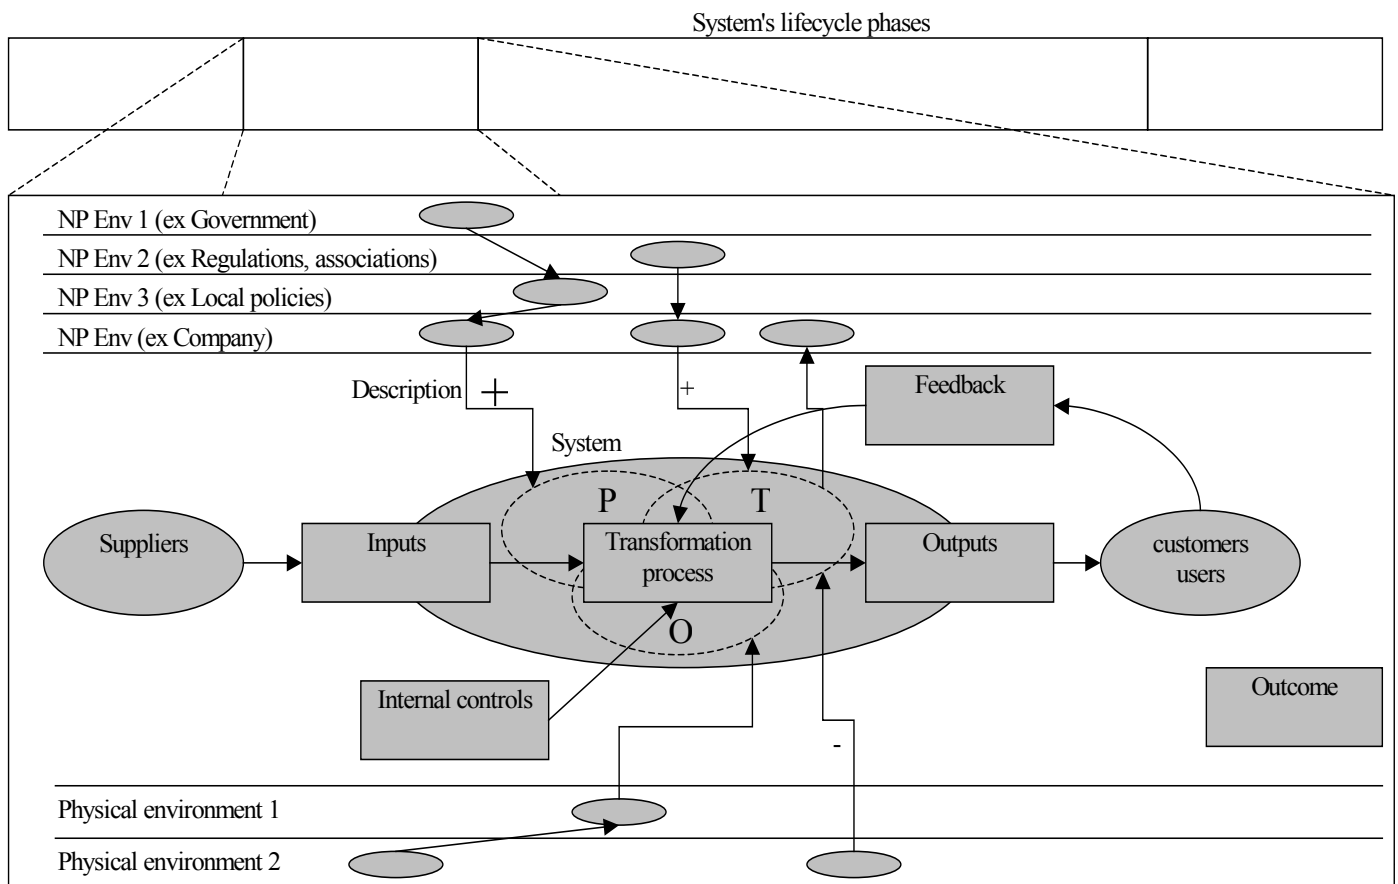 System's lifecycle phases
NP Env 1 (ex Government)
NP Env 2 (ex Regulations, associations)
NP Env 3 (ex Local policies)
NP Env (ex Company)
Description
+
+
Feedback
System
P
T
Suppliers
Inputs
Transformation
process
Outputs
customers
users
O
Internal controls
Outcome
-
Physical environment 1
Physical environment 2